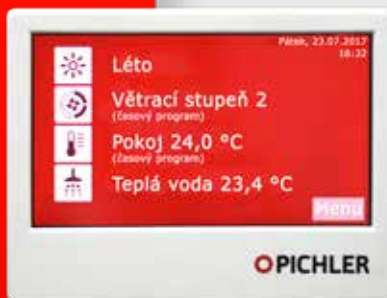 Pátek, 23.07.2017
18:32
Léto
Větrací stupeň 2
(časový program)
Pokoj 24,0 °C
(časový program)
Teplá voda 23,4 °C
Menu
PICHLER